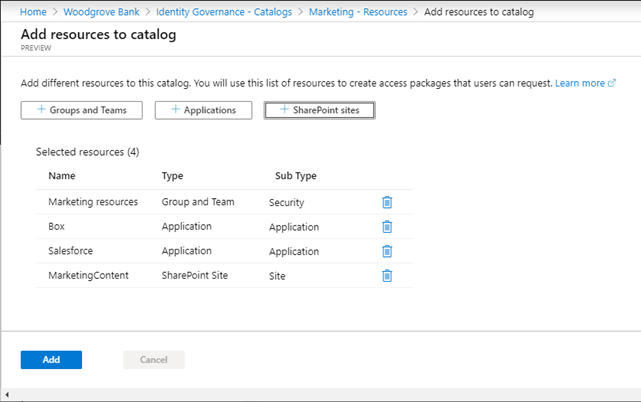 Home > Woodgrove Bank > Identity Governance - Catalogs > Marketing - Resources > Add resources to catalog
Add resources to catalog
PREVIEW
Add different resources to this catalog. You will use this list of resources to create access packages that users can request. Learn more
+ Groups and Teams + Applications + SharePoint sites
Selected resources (4)
Name Type Sub Type
Marketing resources Group and Team Security
Box Application Application
Salesforce Application Application
MarketingContent SharePoint Site Site
Add Cancel